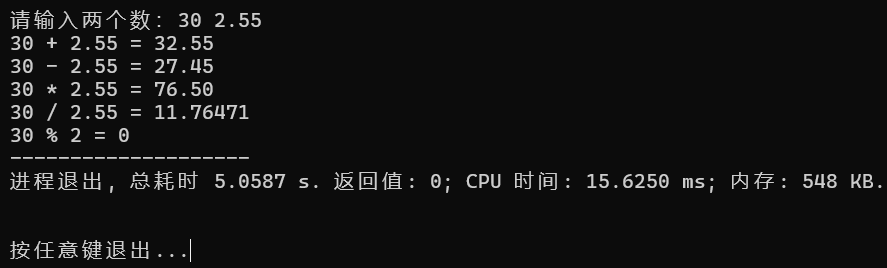 请输入两个数: 30 2.55
30 + 2.55 = 32.55
30 - 2.55 = 27.45
30 * 2.55 = 76.50
30 / 2.55 = 11.76471
30 % 2 = 0
--------------------
进程退出, 总耗时 5.0587 s. 返回值: 0; CPU 时间: 15.6250 ms; 内存: 548 KB.
按任意键退出...